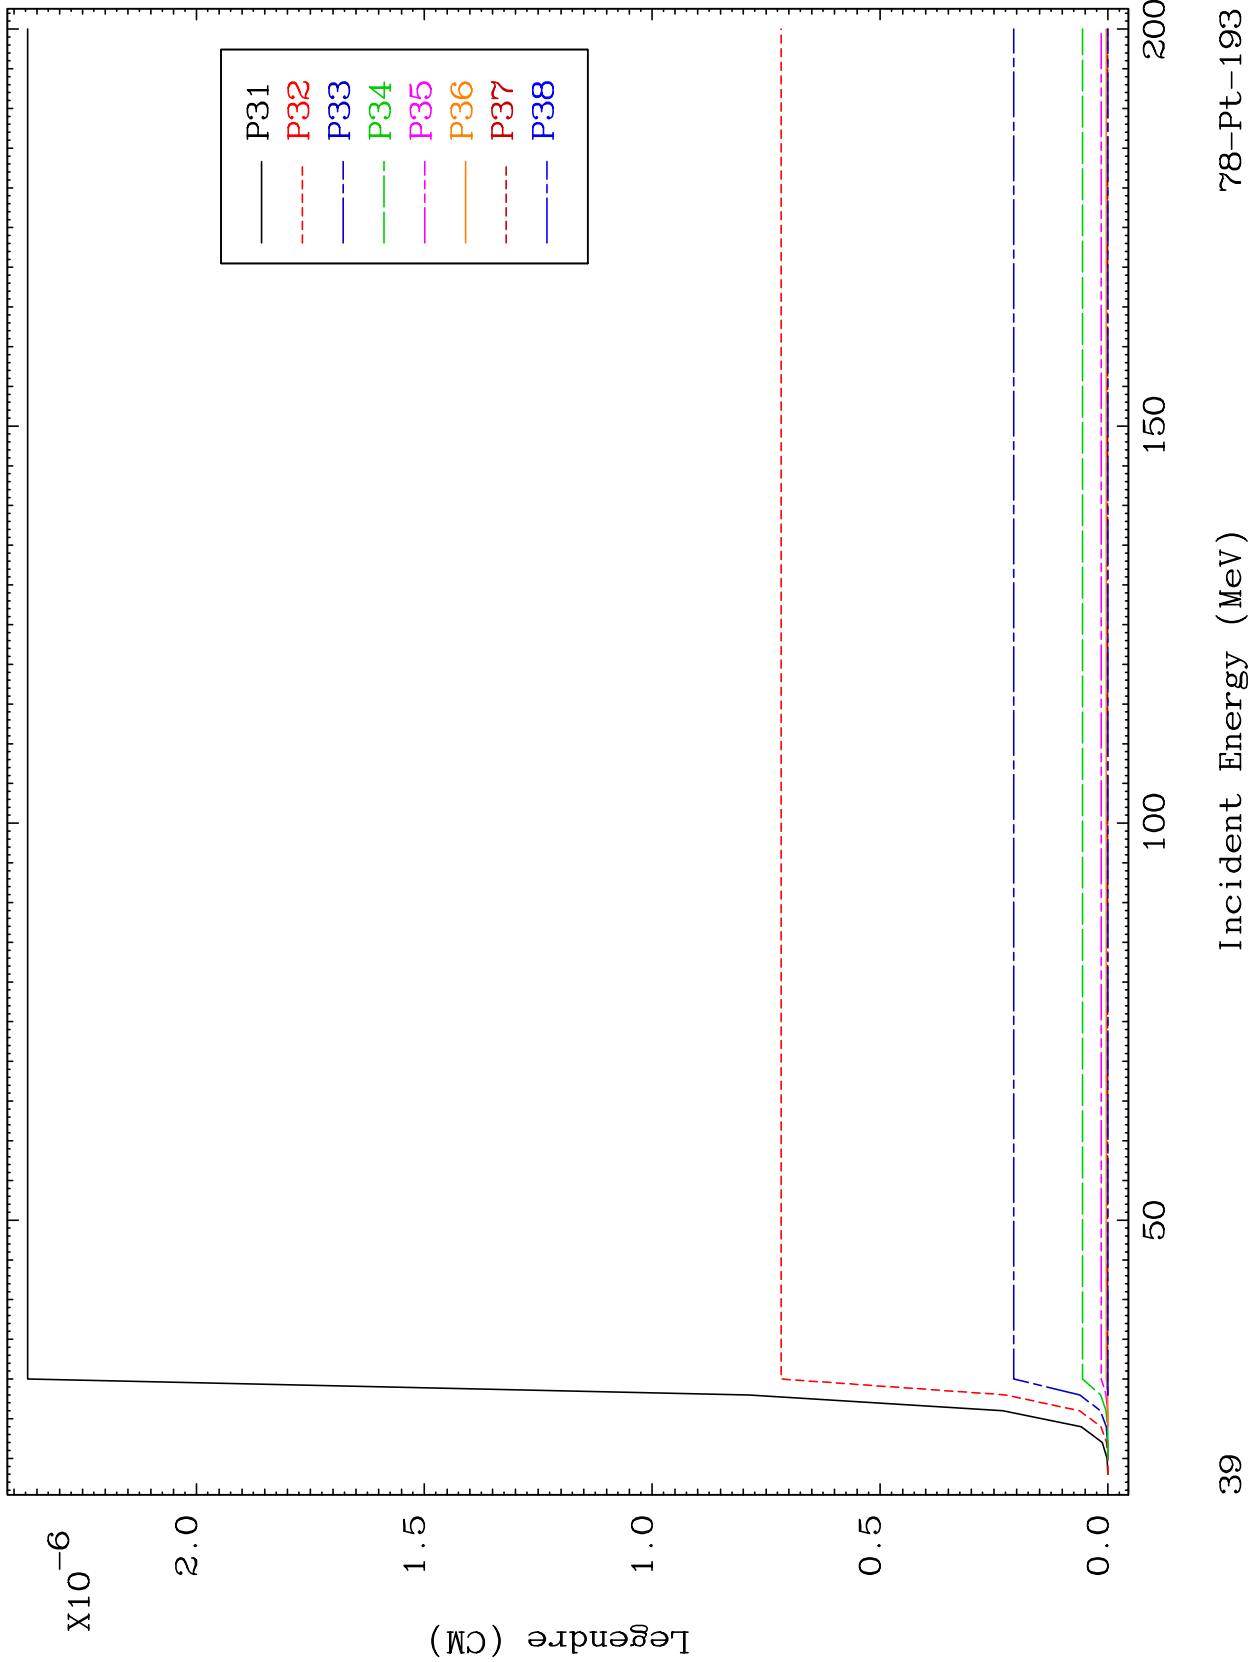 X10-6
2.0
1.5
1.0
0.5
0.0
Legendre (CM)
P31
P32
P33
P34
P35
P36
P37
P38
50
100
150
200
39
Incident Energy (MeV)
78-Pt-193